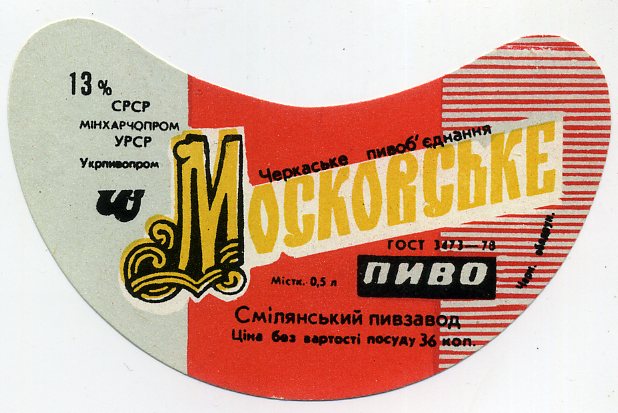 13%
СРСР
МІНХАРЧОПРОМ
УРСР
Укрпивопром
Черкаське пивоб'єднання
МОСКОВСЬКЕ
ГОСТ 3473—78
ПИВО
Містк. 0,5 л
Смілянський пивзавод
Ціна без вартості посуду 36 коп.